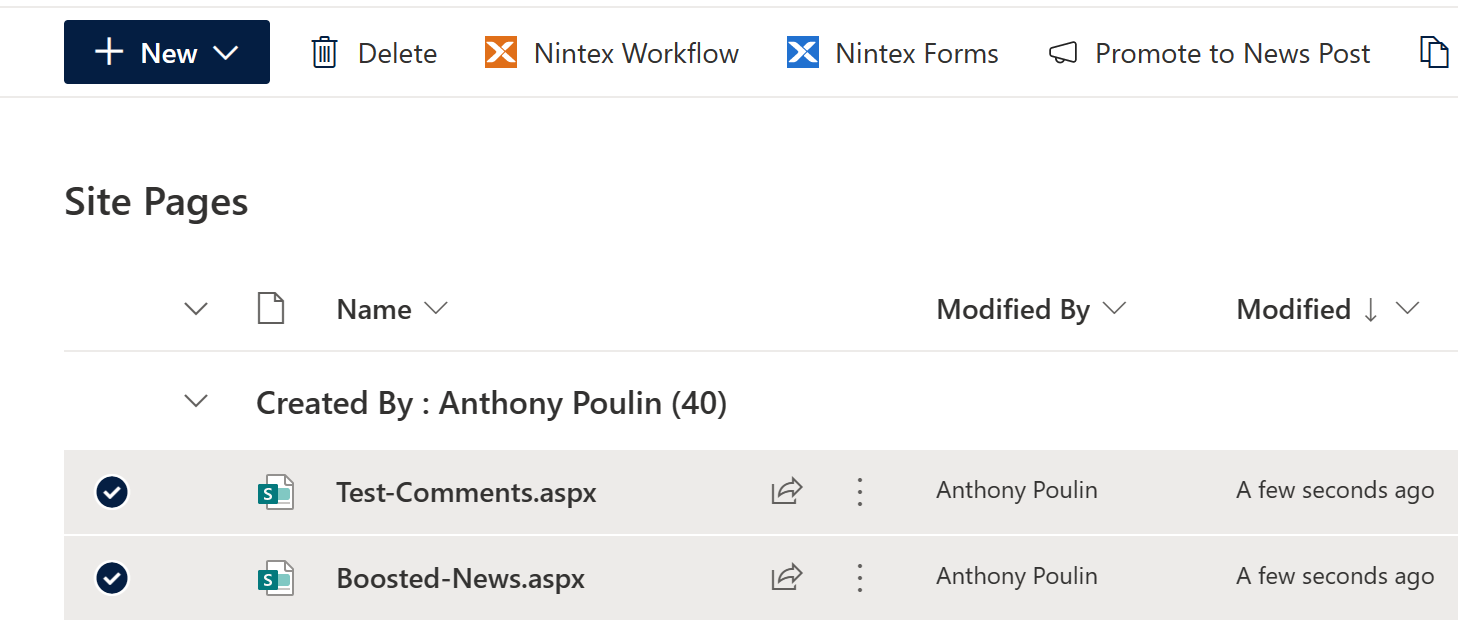 New Delete Nintex Workflow Nintex Forms Promote to News Post
Site Pages
Name Modified By Modified
Created By : Anthony Poulin (40)
S Test-Comments.aspx Anthony Poulin A few seconds ago
S Boosted-News.aspx Anthony Poulin A few seconds ago